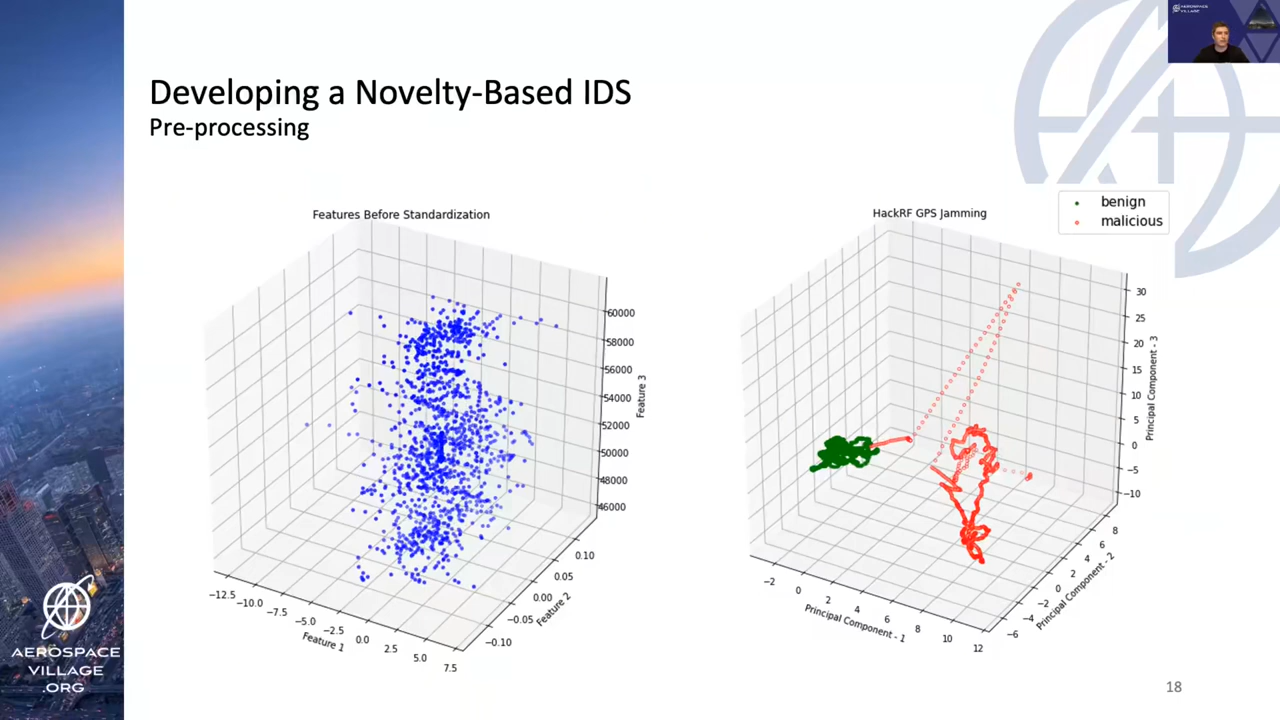 AEROSPACE
VILLAGE
Developing a Novelty-Based IDS
Pre-processing
Features Before Standardization
60000
58000
56000
54000
52000
50000
48000
46000
Feature 3
0.10
0.05
0.00
−0.05
−0.10
Feature 2
−12.5
−10.0
−7.5
−5.0
−2.5
0.0
2.5
5.0
7.5
Feature 1
HackRF GPS Jamming
benign
malicious
30
25
20
15
10
5
0
−5
−10
Principal Component - 3
8
6
4
2
0
−2
−4
−6
Principal Component - 2
−2
0
2
4
6
8
10
12
Principal Component - 1
AEROSPACE
VILLAGE
.ORG
18